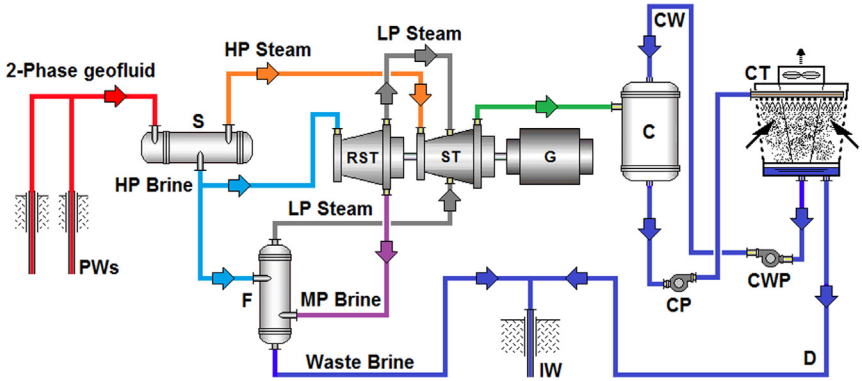 CW
LP Steam
HP Steam
2-Phase geofluid
CT
S
C
RST
ST
G
HP Brine
LP Steam
PWs
CWP
F
MP Brine
CP
Waste Brine
IW
D